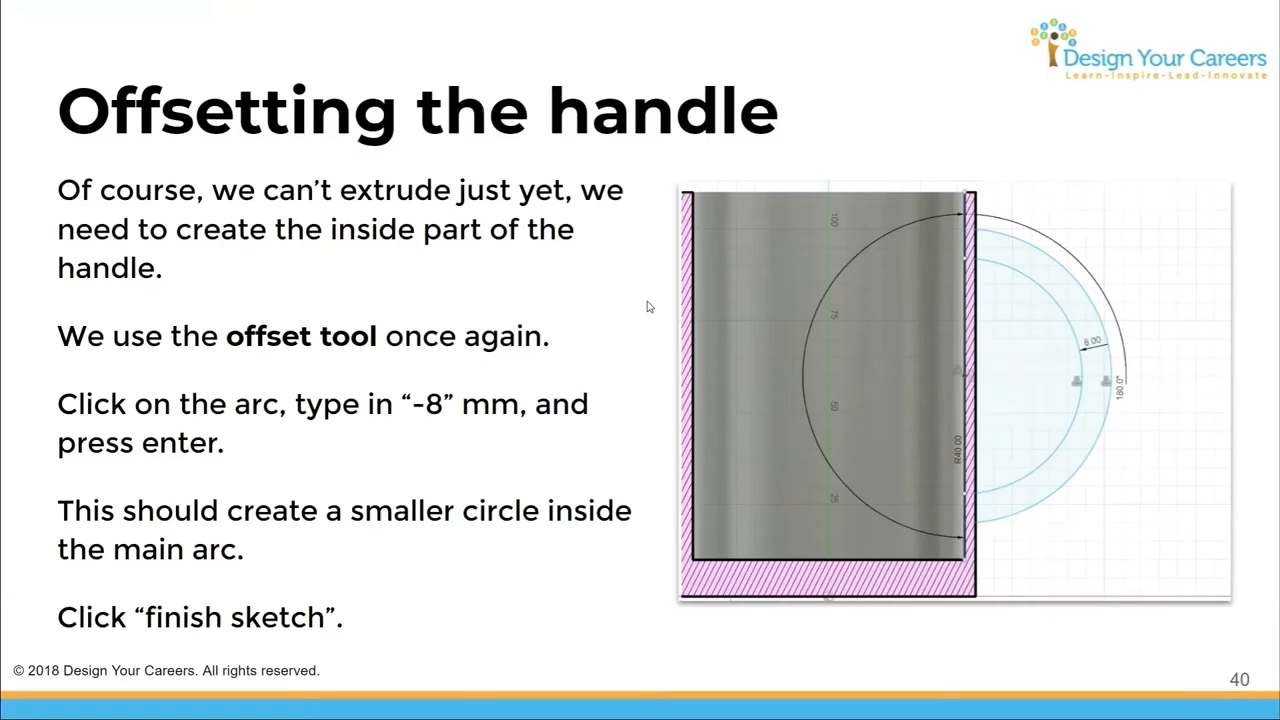 Design Your Careers
Learn-Inspire-Lead-Innovate
Offsetting the handle
Of course, we can’t extrude just yet, we
need to create the inside part of the
handle.
We use the offset tool once again.
Click on the arc, type in “-8” mm, and
press enter.
This should create a smaller circle inside
the main arc.
Click “finish sketch”.
100
75
50
25
R40.00
8.00
180.0°
© 2018 Design Your Careers. All rights reserved.
40